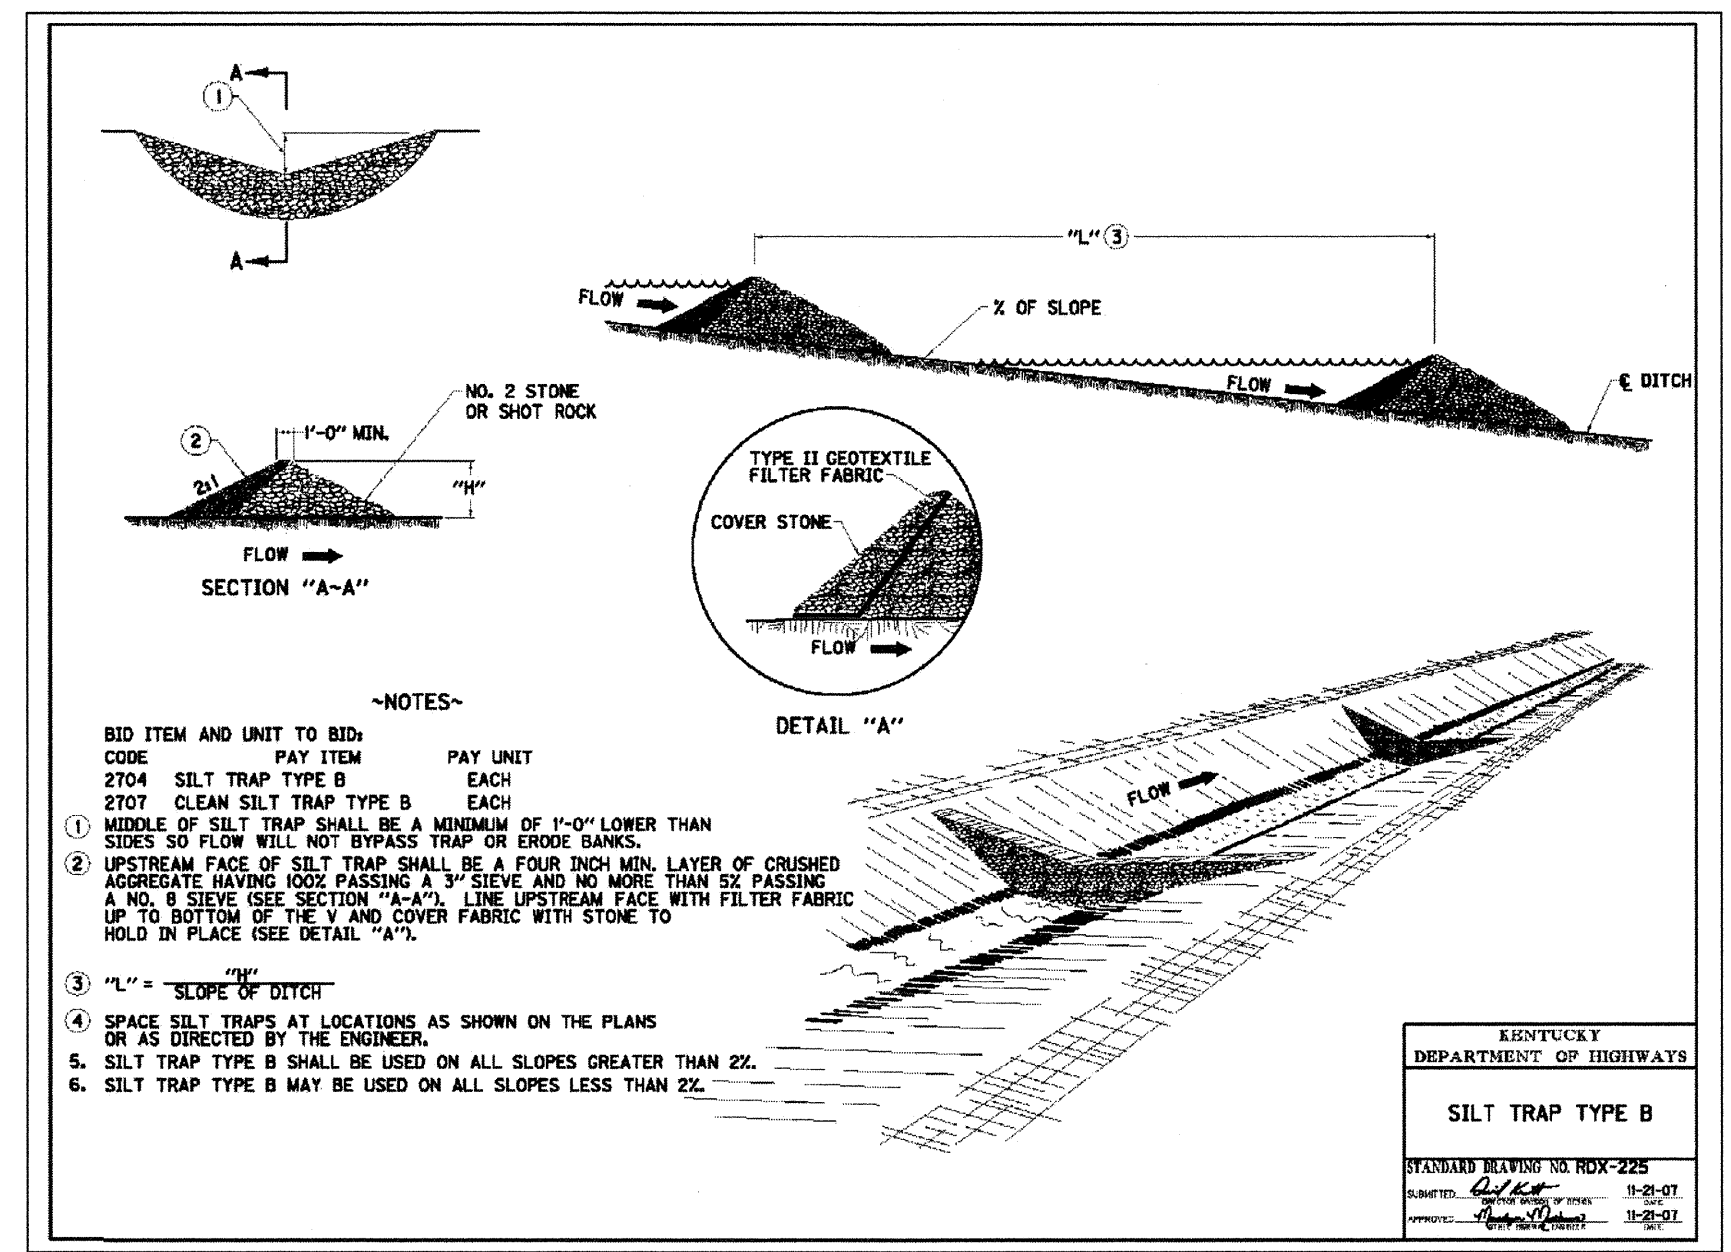 A
1
A
"L" 3
FLOW
% OF SLOPE
FLOW
℄ DITCH
NO. 2 STONE
OR SHOT ROCK
1'-0" MIN.
2
2:1
"H"
FLOW
SECTION "A~A"
TYPE II GEOTEXTILE
FILTER FABRIC
COVER STONE
FLOW
DETAIL "A"
FLOW
~NOTES~
BID ITEM AND UNIT TO BID:
CODE PAY ITEM PAY UNIT
2704 SILT TRAP TYPE B EACH
2707 CLEAN SILT TRAP TYPE B EACH
1 MIDDLE OF SILT TRAP SHALL BE A MINIMUM OF 1'-0" LOWER THAN
SIDES SO FLOW WILL NOT BYPASS TRAP OR ERODE BANKS.
2 UPSTREAM FACE OF SILT TRAP SHALL BE A FOUR INCH MIN. LAYER OF CRUSHED
AGGREGATE HAVING 100% PASSING A 3" SIEVE AND NO MORE THAN 5% PASSING
A NO. 8 SIEVE (SEE SECTION "A-A"). LINE UPSTREAM FACE WITH FILTER FABRIC
UP TO BOTTOM OF THE V AND COVER FABRIC WITH STONE TO
HOLD IN PLACE (SEE DETAIL "A").
3 "L" = "H"
SLOPE OF DITCH
4 SPACE SILT TRAPS AT LOCATIONS AS SHOWN ON THE PLANS
OR AS DIRECTED BY THE ENGINEER.
5. SILT TRAP TYPE B SHALL BE USED ON ALL SLOPES GREATER THAN 2%.
6. SILT TRAP TYPE B MAY BE USED ON ALL SLOPES LESS THAN 2%.
KENTUCKY
DEPARTMENT OF HIGHWAYS
SILT TRAP TYPE B
STANDARD DRAWING NO. RDX-225
SUBMITTED 11-21-07
DIRECTOR DIVISION OF DESIGN DATE
APPROVED 11-21-07
STATE HIGHWAY ENGINEER DATE